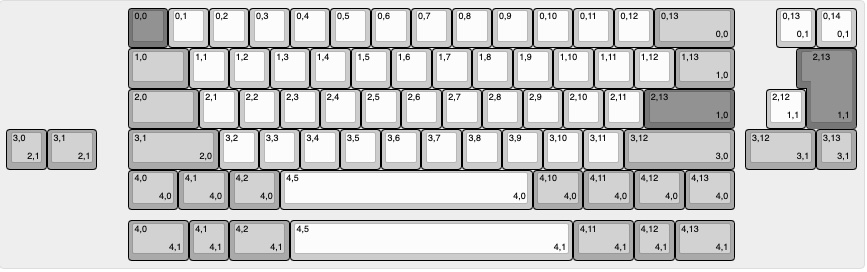 0,0 0,1 0,2 0,3 0,4 0,5 0,6 0,7 0,8 0,9 0,10 0,11 0,12 0,13 0,13 0,14
0,0 0,1 0,1
1,0 1,1 1,2 1,3 1,4 1,5 1,6 1,7 1,8 1,9 1,10 1,11 1,12 1,13 2,13
1,0
2,0 2,1 2,2 2,3 2,4 2,5 2,6 2,7 2,8 2,9 2,10 2,11 2,13 2,12
1,0 1,1 1,1
3,0 3,1 3,1 3,2 3,3 3,4 3,5 3,6 3,7 3,8 3,9 3,10 3,11 3,12 3,12 3,13
2,1 2,1 2,0 3,0 3,1 3,1
4,0 4,1 4,2 4,5 4,10 4,11 4,12 4,13
4,0 4,0 4,0 4,0 4,0 4,0 4,0 4,0
4,0 4,1 4,2 4,5 4,11 4,12 4,13
4,1 4,1 4,1 4,1 4,1 4,1 4,1